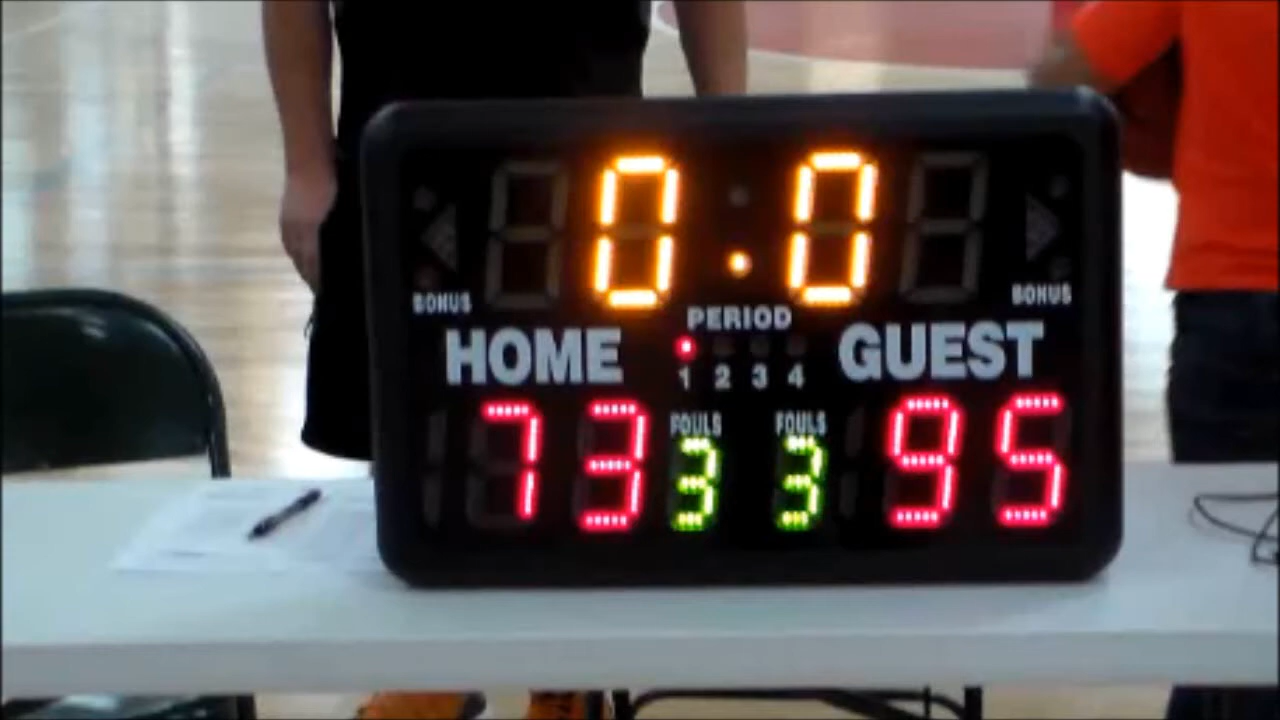 0.0
BONUS BONUS
PERIOD
HOME GUEST
1 2 3 4
FOULS FOULS
73 3 3 95